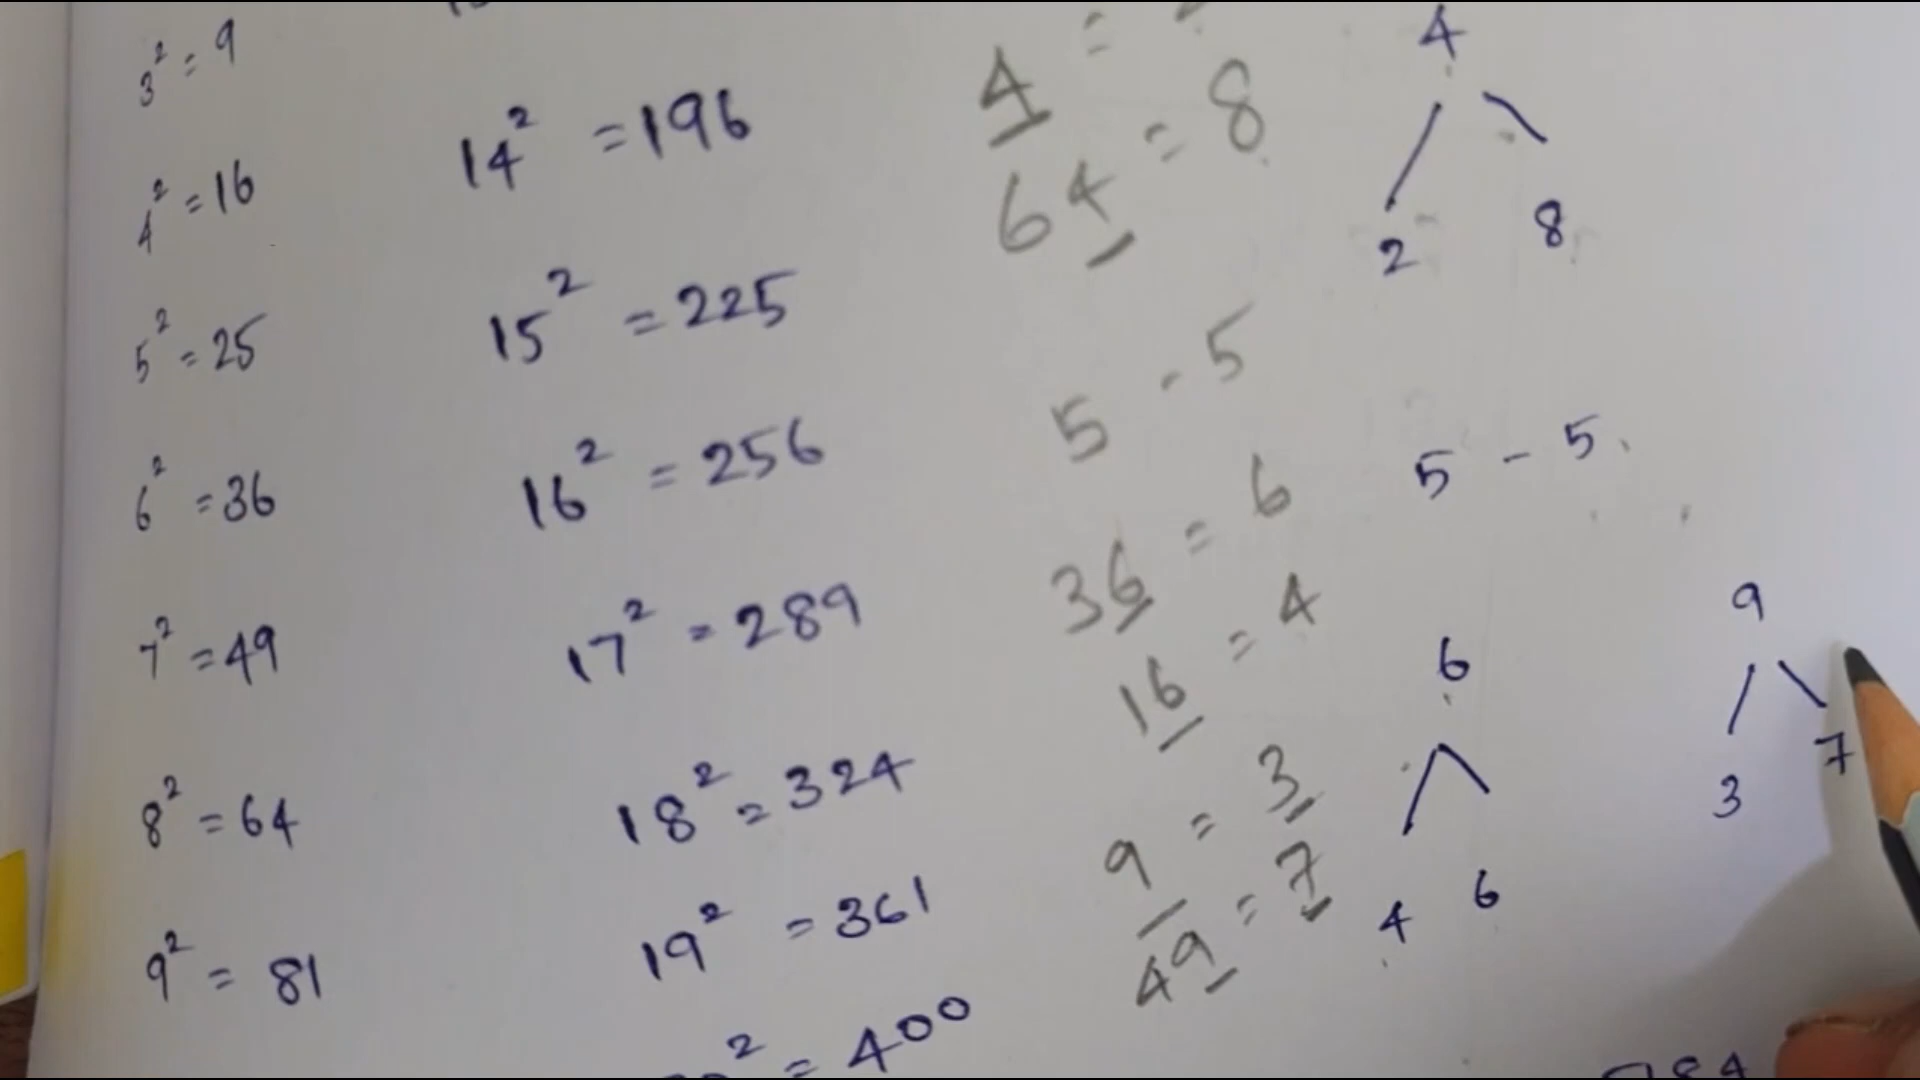 3² = 9
4² = 16
5² = 25
6² = 36
7² = 49
8² = 64
9² = 81
14² = 196
15² = 225
16² = 256
17² = 289
18² = 324
19² = 361
² = 400
4 =
64 = 8
5 - 5
36 = 6
16 = 4
9 = 3
49 = 7
4
2 8
5 - 5
6
4 6
9
3 7